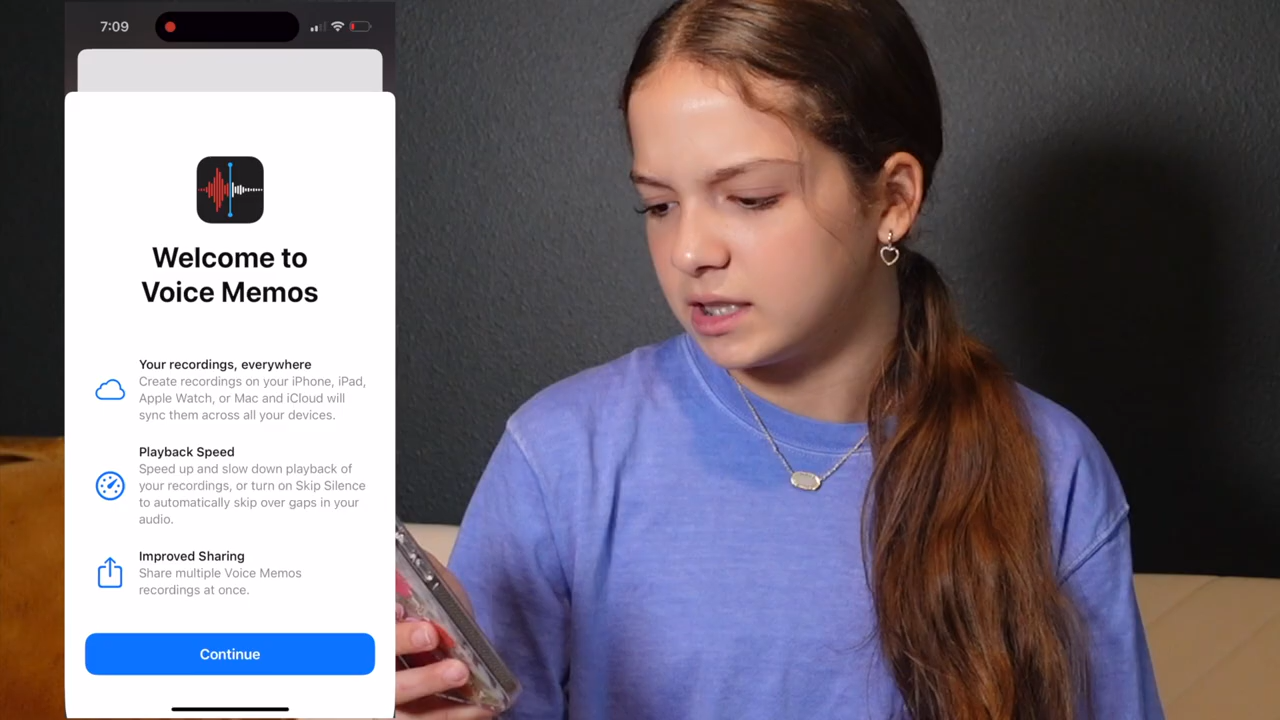 7:09
Welcome to
Voice Memos
Your recordings, everywhere
Create recordings on your iPhone, iPad,
Apple Watch, or Mac and iCloud will
sync them across all your devices.
Playback Speed
Speed up and slow down playback of
your recordings, or turn on Skip Silence
to automatically skip over gaps in your
audio.
Improved Sharing
Share multiple Voice Memos
recordings at once.
Continue